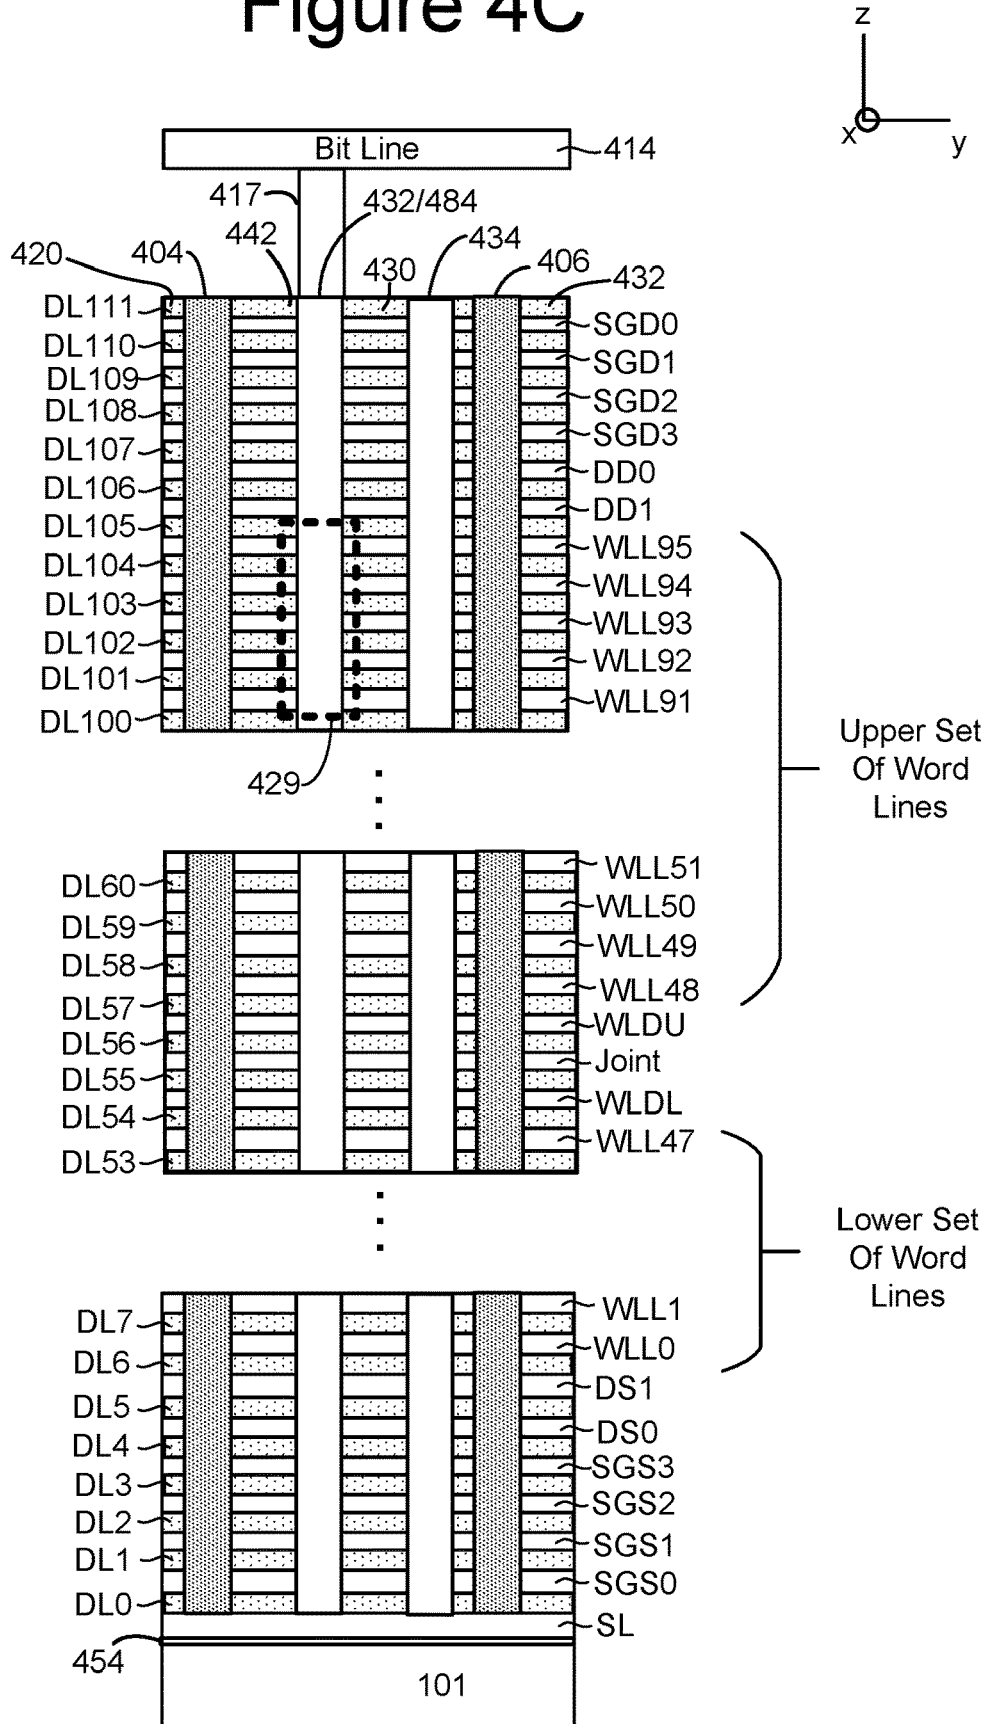 Figure 4C
z
x
y
Bit Line
414
417
432/484
442
434
420
404
430
406
432
DL111
SGD0
DL110
SGD1
DL109
SGD2
DL108
SGD3
DL107
DD0
DL106
DD1
DL105
WLL95
DL104
WLL94
DL103
WLL93
DL102
WLL92
DL101
WLL91
DL100
429
Upper Set
Of Word
Lines
WLL51
DL60
WLL50
DL59
WLL49
DL58
WLL48
DL57
WLDU
DL56
Joint
DL55
WLDL
DL54
WLL47
DL53
Lower Set
Of Word
Lines
WLL1
DL7
WLL0
DL6
DS1
DL5
DS0
DL4
SGS3
DL3
SGS2
DL2
SGS1
DL1
SGS0
DL0
SL
454
101